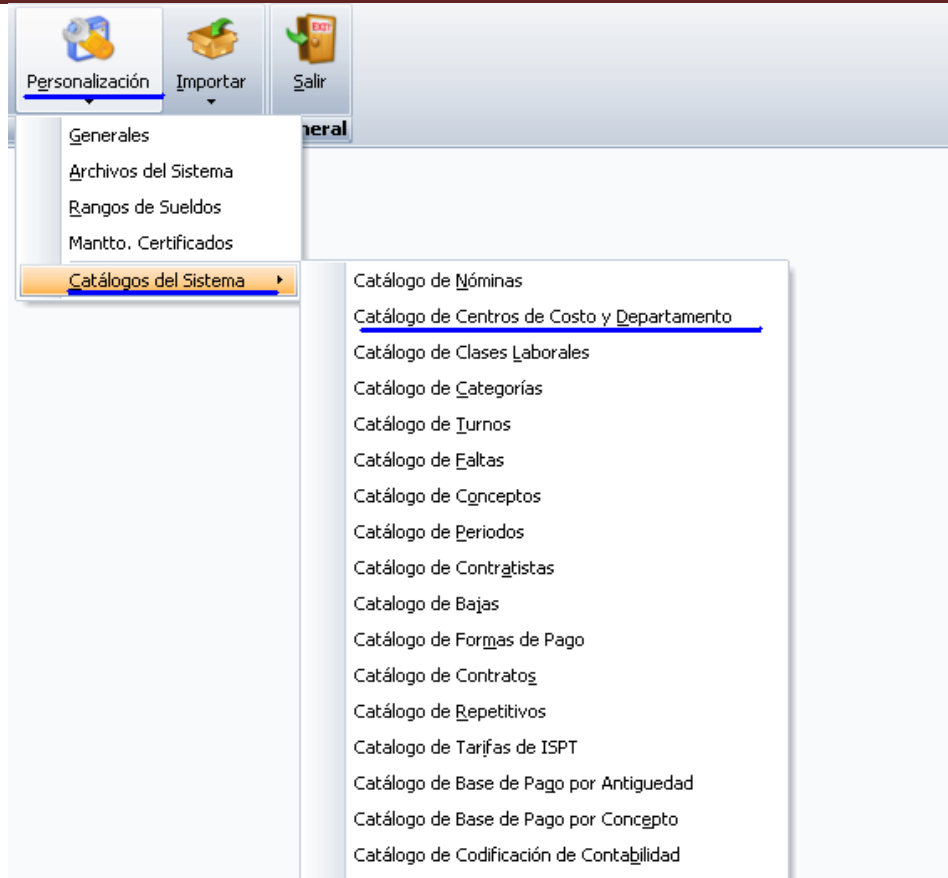 EXIT
Personalización Importar Salir
neral
Generales
Archivos del Sistema
Rangos de Sueldos
Mantto. Certificados
Catálogos del Sistema
Catálogo de Nóminas
Catálogo de Centros de Costo y Departamento
Catálogo de Clases Laborales
Catálogo de Categorías
Catálogo de Turnos
Catálogo de Faltas
Catálogo de Conceptos
Catálogo de Periodos
Catálogo de Contratistas
Catalogo de Bajas
Catálogo de Formas de Pago
Catálogo de Contratos
Catálogo de Repetitivos
Catalogo de Tarifas de ISPT
Catálogo de Base de Pago por Antiguedad
Catálogo de Base de Pago por Concepto
Catálogo de Codificación de Contabilidad